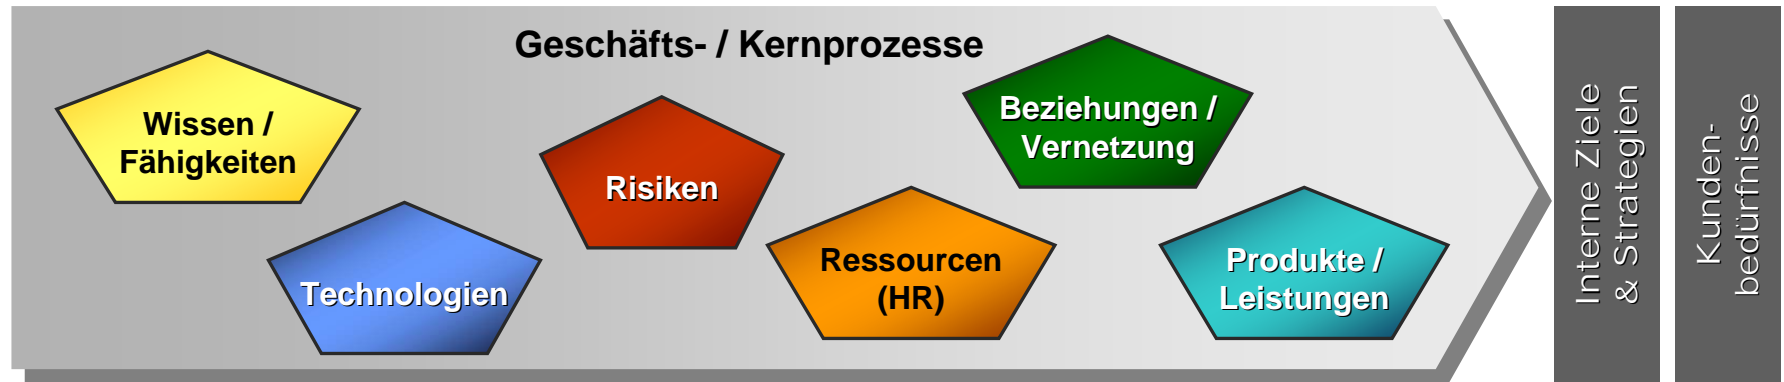 Geschäfts- / Kernprozesse
Wissen /
Fähigkeiten
Technologien
Risiken
Ressourcen
(HR)
Beziehungen /
Vernetzung
Produkte /
Leistungen
Interne Ziele
& Strategien
Kunden-
bedürfnisse